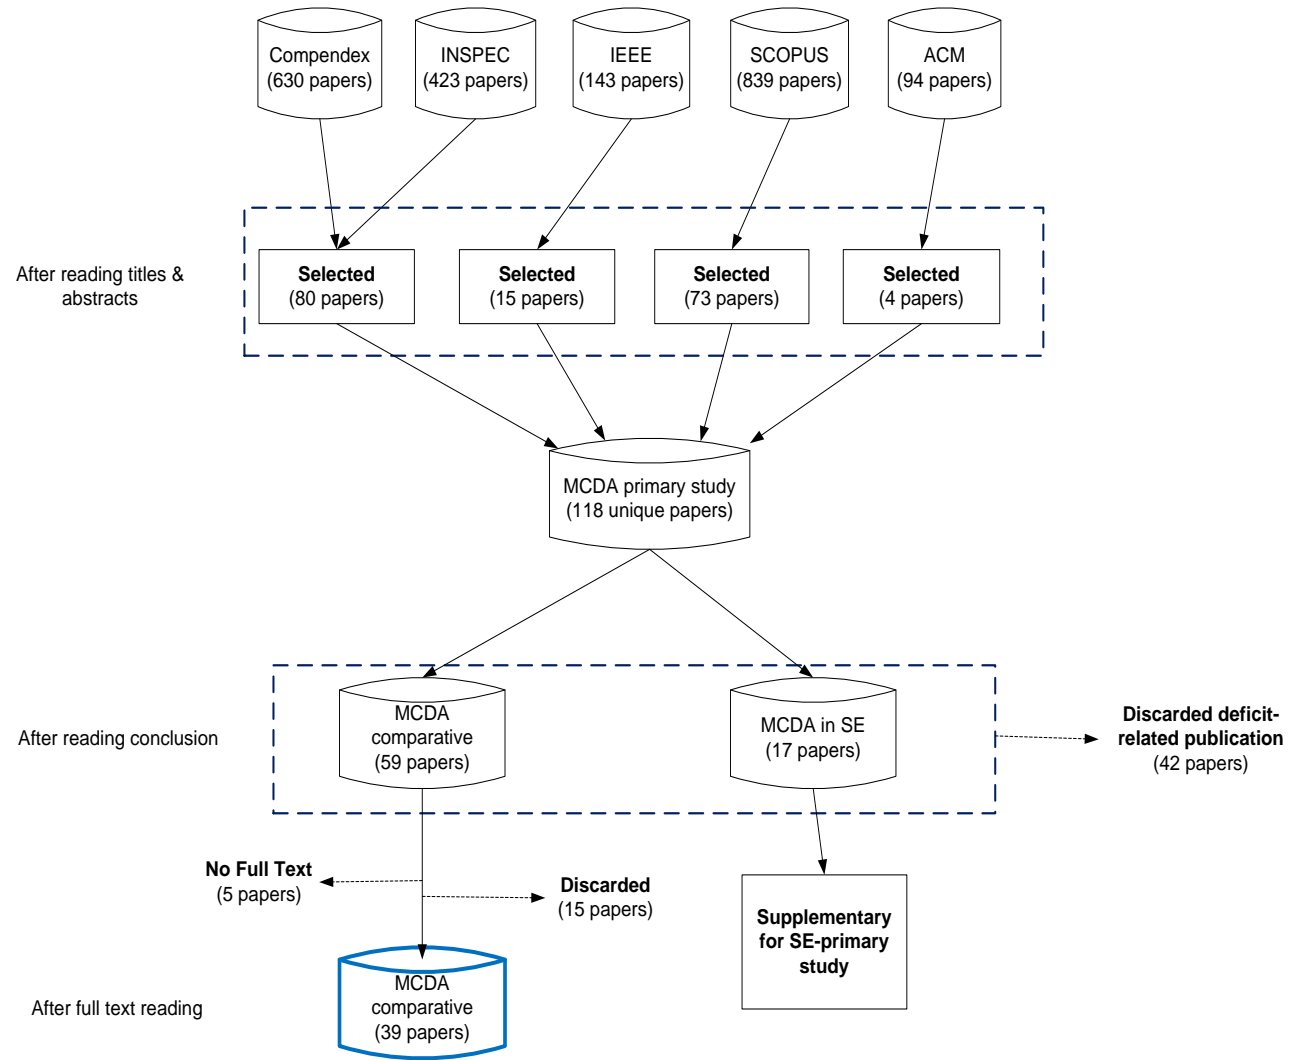 Compendex
(630 papers)
INSPEC
(423 papers)
IEEE
(143 papers)
SCOPUS
(839 papers)
ACM
(94 papers)
After reading titles &
abstracts
Selected
(80 papers)
Selected
(15 papers)
Selected
(73 papers)
Selected
(4 papers)
MCDA primary study
(118 unique papers)
After reading conclusion
MCDA
comparative
(59 papers)
MCDA in SE
(17 papers)
Discarded deficit-
related publication
(42 papers)
No Full Text
(5 papers)
Discarded
(15 papers)
Supplementary
for SE-primary
study
After full text reading
MCDA
comparative
(39 papers)